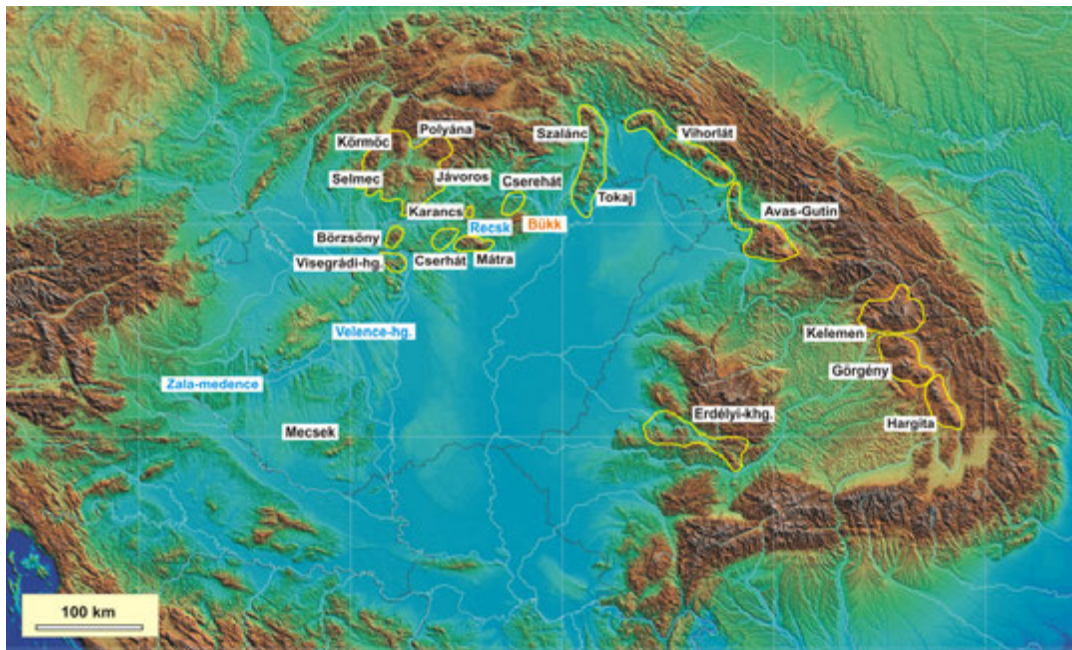 Polyána
Körmöc
Szalánc
Vihorlát
Selmec
Jávoros
Cserehát
Tokaj
Karancs
Avas-Gutin
Recsk
Bükk
Börzsöny
Visegrádi-hg.
Cserhát
Mátra
Velence-hg.
Kelemen
Görgény
Zala-medence
Erdélyi-khg.
Hargita
Mecsek
100 km